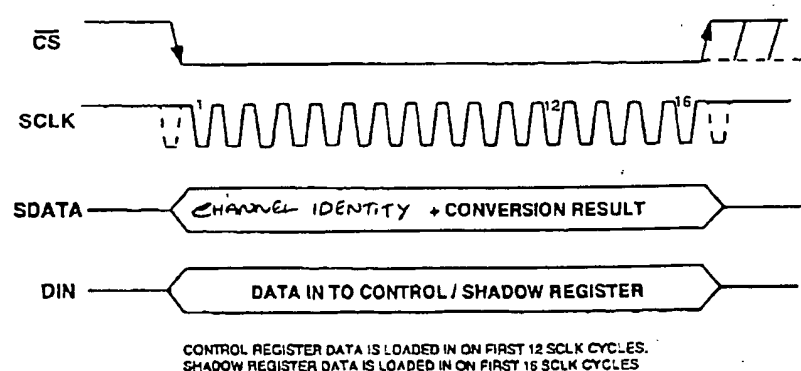 CS
SCLK
1 12 16
SDATA
CHANNEL IDENTITY + CONVERSION RESULT
DIN
DATA IN TO CONTROL / SHADOW REGISTER
CONTROL REGISTER DATA IS LOADED IN ON FIRST 12 SCLK CYCLES.
SHADOW REGISTER DATA IS LOADED IN ON FIRST 16 SCLK CYCLES